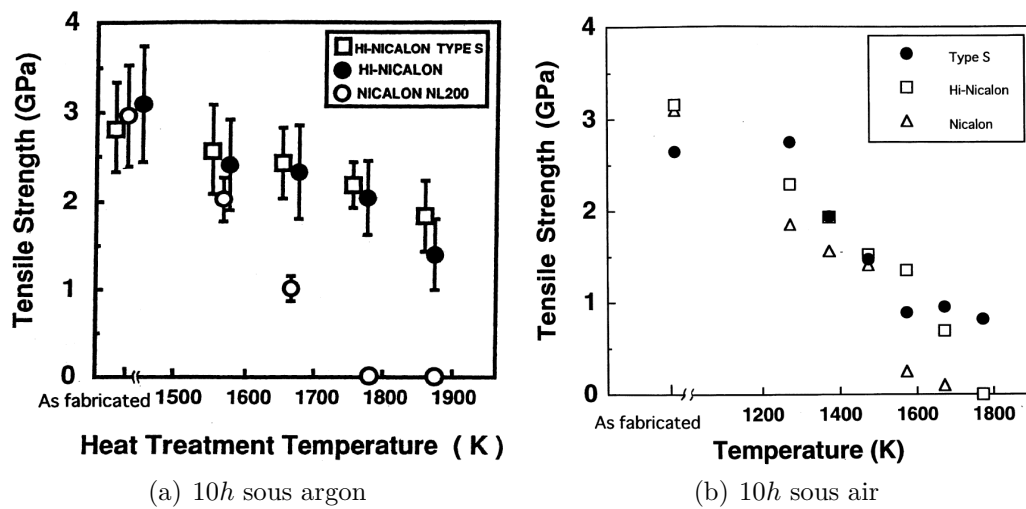 4
3
2
1
0
Tensile Strength (GPa)
HI-NICALON TYPE S
HI-NICALON
NICALON NL200
As fabricated
1500
1600
1700
1800
1900
Heat Treatment Temperature ( K )
(a) 10h sous argon
4
3
2
1
0
Tensile Strength (GPa)
Type S
Hi-Nicalon
Nicalon
As fabricated
1200
1400
1600
1800
Temperature (K)
(b) 10h sous air